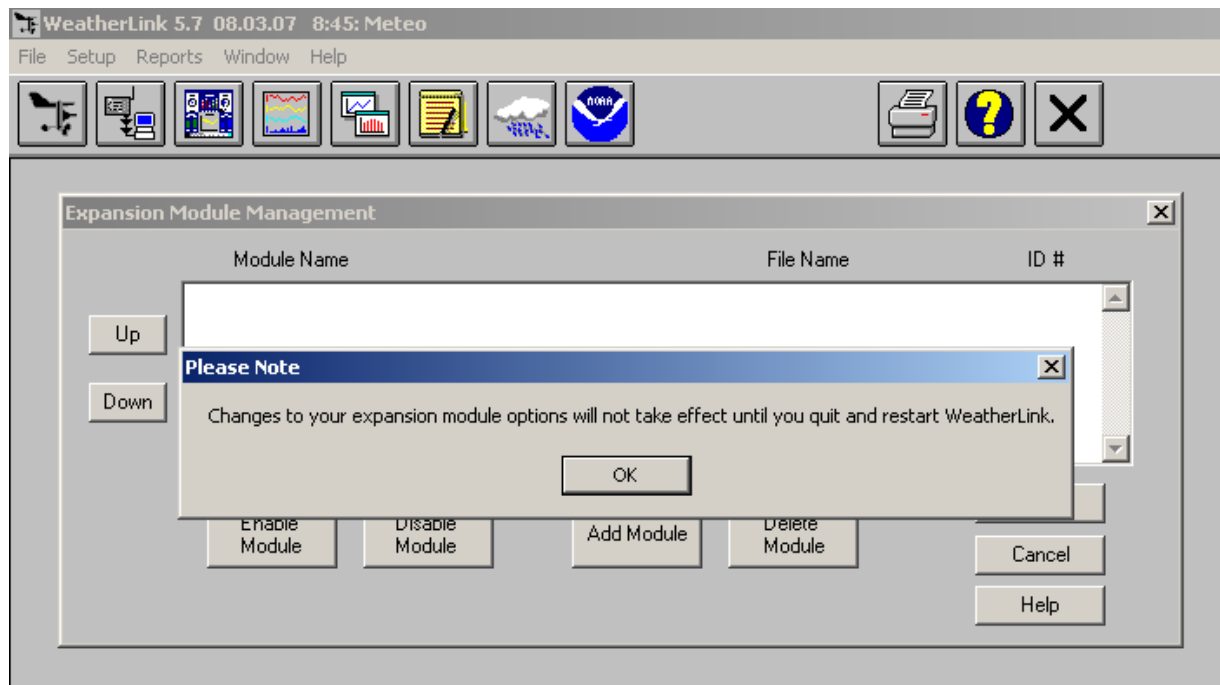 WeatherLink 5.7 08.03.07 8:45: Meteo
File Setup Reports Window Help
NOAA
Expansion Module Management
Module Name File Name ID #
Up
Please Note
Down
Changes to your expansion module options will not take effect until you quit and restart WeatherLink.
OK
Enable Module
Disable Module
Add Module
Delete Module
Cancel
Help